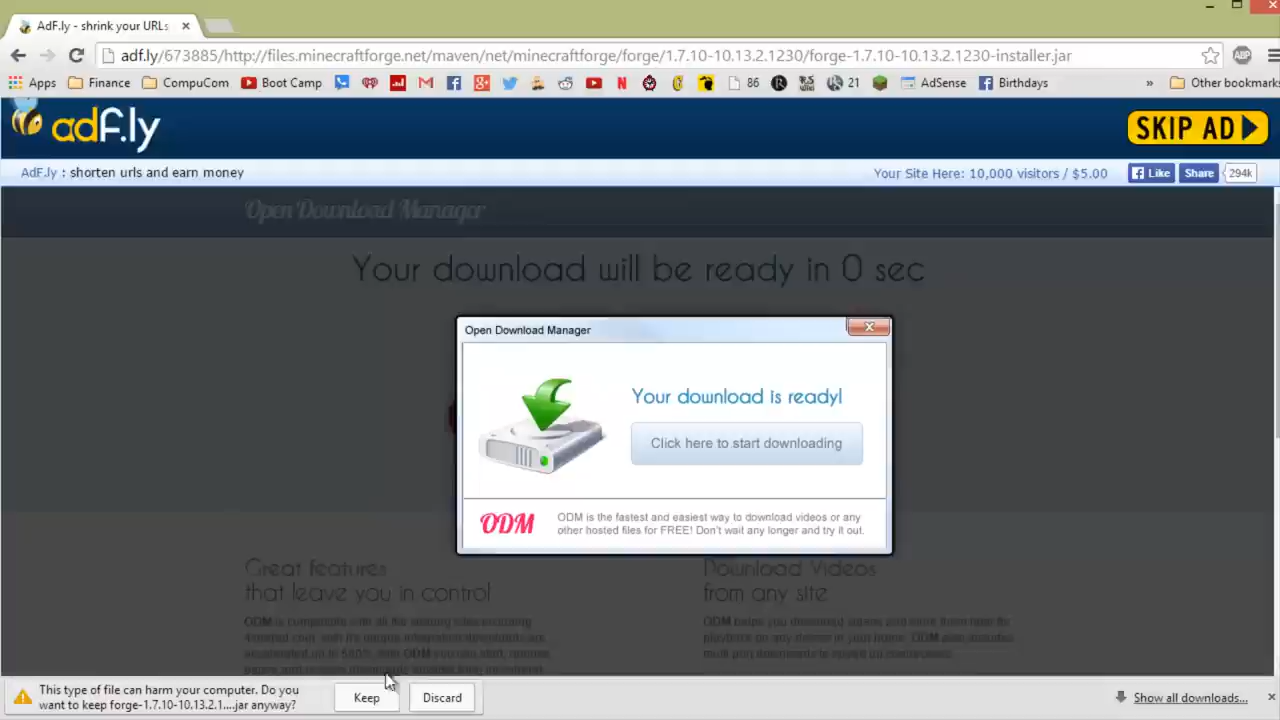 AdF.ly - shrink your URLs
adf.ly/673885/http://files.minecraftforge.net/maven/net/minecraftforge/forge/1.7.10-10.13.2.1230/forge-1.7.10-10.13.2.1230-installer.jar
ABP
Apps Finance CompuCom Boot Camp 86 21 AdSense Birthdays » Other bookmarks
adf.ly
SKIP AD
AdF.ly : shorten urls and earn money
Your Site Here: 10,000 visitors / $5.00 Like Share 294k
Open Download Manager
Your download will be ready in 0 sec
Open Download Manager
Your download is ready!
Click here to start downloading
ODM
ODM is the fastest and easiest way to download videos or any
other hosted files for FREE! Don't wait any longer and try it out.
Great features
that leave you in control
Download Videos
from any site
This type of file can harm your computer. Do you
want to keep forge-1.7.10-10.13.2.1....jar anyway?
Keep
Discard
Show all downloads...